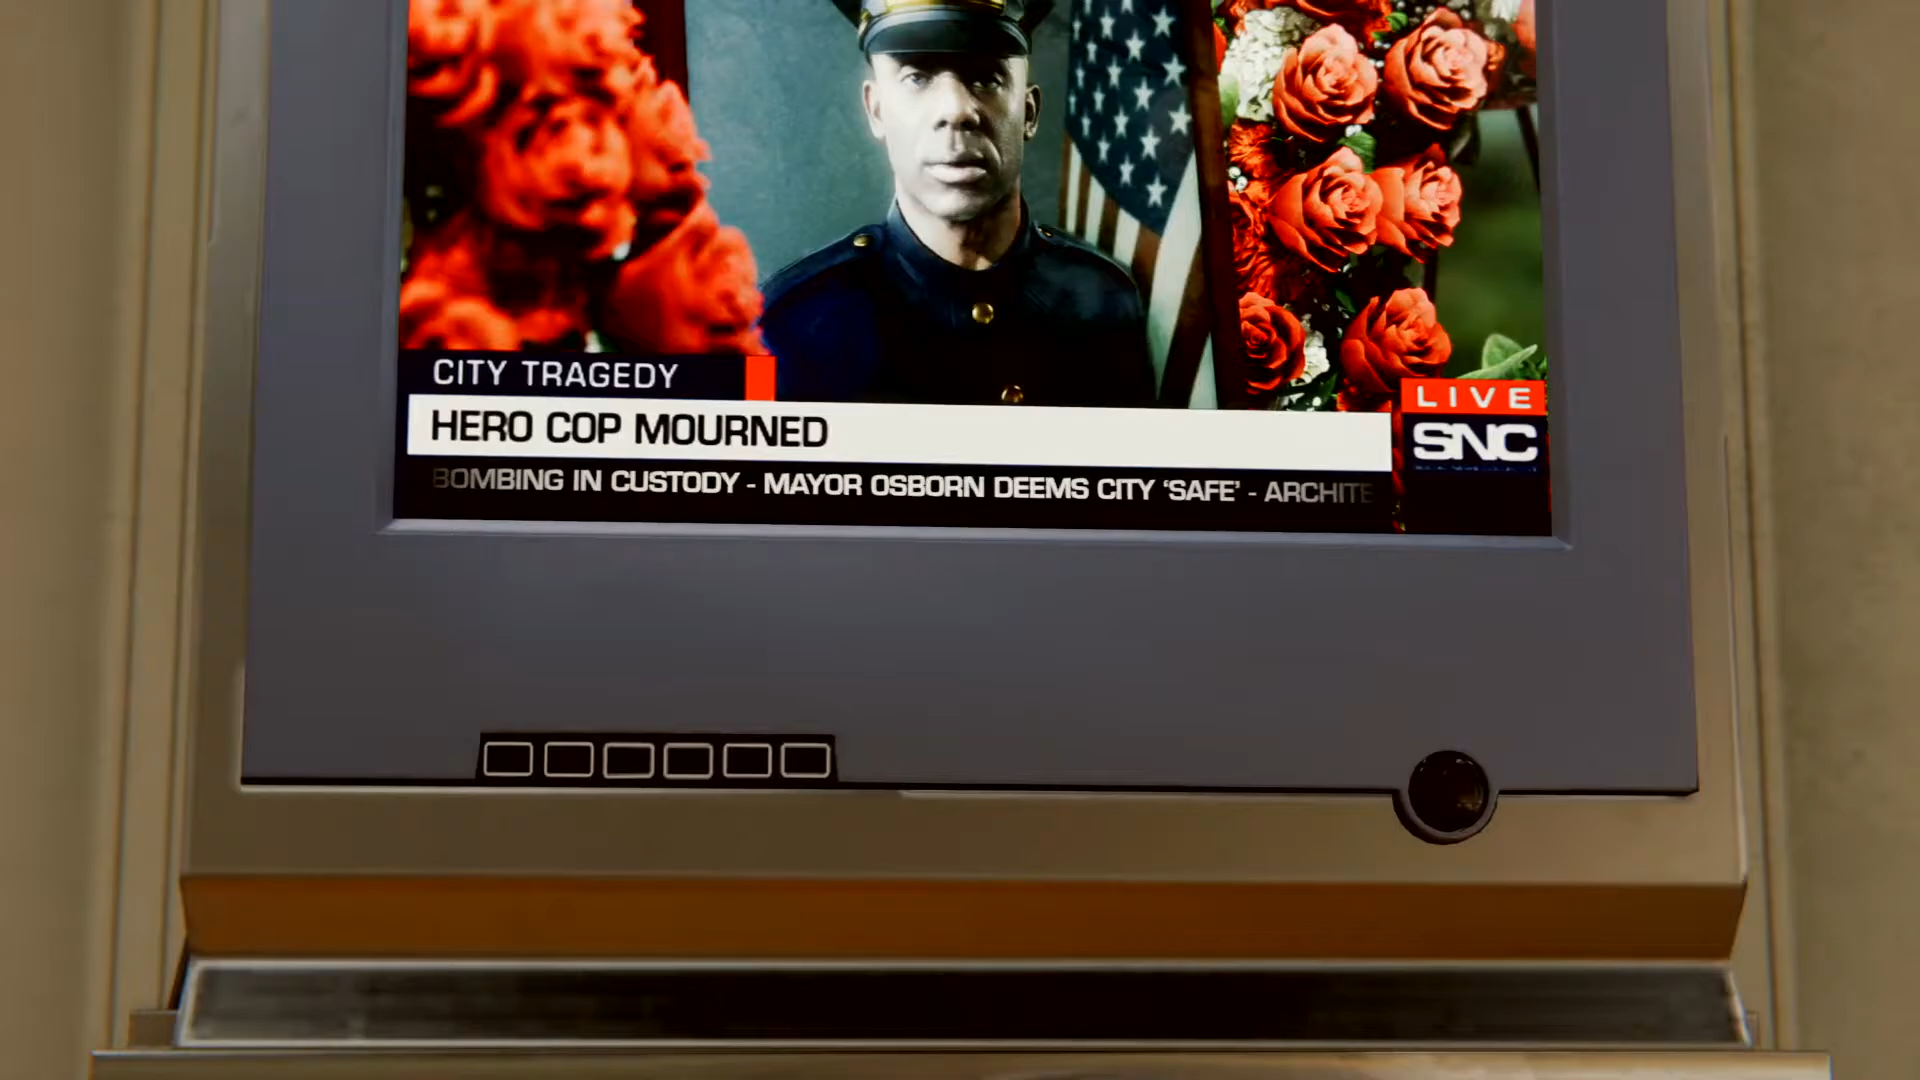 CITY TRAGEDY
HERO COP MOURNED
LIVE
SNC
BOMBING IN CUSTODY - MAYOR OSBORN DEEMS CITY ‘SAFE’ - ARCHITE